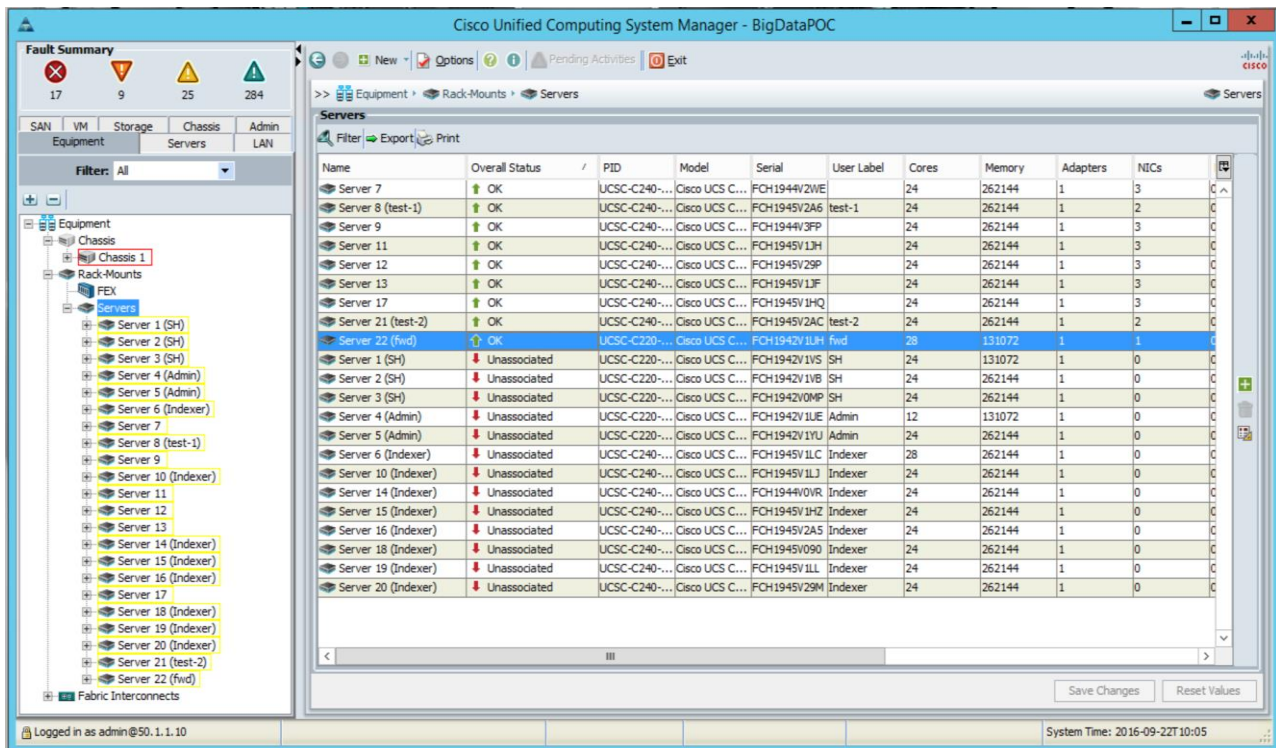 Cisco Unified Computing System Manager - BigDataPOC
Fault Summary
17 9 25 284
SAN VM Storage Chassis Admin
Equipment Servers LAN
Filter: All
Equipment
Chassis
Chassis 1
Rack-Mounts
FEX
Servers
Server 1 (SH)
Server 2 (SH)
Server 3 (SH)
Server 4 (Admin)
Server 5 (Admin)
Server 6 (Indexer)
Server 7
Server 8 (test-1)
Server 9
Server 10 (Indexer)
Server 11
Server 12
Server 13
Server 14 (Indexer)
Server 15 (Indexer)
Server 16 (Indexer)
Server 17
Server 18 (Indexer)
Server 19 (Indexer)
Server 20 (Indexer)
Server 21 (test-2)
Server 22 (fwd)
Fabric Interconnects
New Options Pending Activities Exit
CISCO
>> Equipment Rack-Mounts Servers Servers
Servers
Filter Export Print
Name Overall Status / PID Model Serial User Label Cores Memory Adapters NICs
Server 7 OK UCSC-C240-... Cisco UCS C... FCH1944V2WE 24 262144 1 3
Server 8 (test-1) OK UCSC-C240-... Cisco UCS C... FCH1945V2A6 test-1 24 262144 1 2
Server 9 OK UCSC-C240-... Cisco UCS C... FCH1944V3FP 24 262144 1 3
Server 11 OK UCSC-C240-... Cisco UCS C... FCH1945V1JH 24 262144 1 3
Server 12 OK UCSC-C240-... Cisco UCS C... FCH1945V29P 24 262144 1 3
Server 13 OK UCSC-C240-... Cisco UCS C... FCH1945V1JF 24 262144 1 3
Server 17 OK UCSC-C240-... Cisco UCS C... FCH1945V1HQ 24 262144 1 3
Server 21 (test-2) OK UCSC-C240-... Cisco UCS C... FCH1945V2AC test-2 24 262144 1 2
Server 22 (fwd) OK UCSC-C220-... Cisco UCS C... FCH1942V1UH fwd 28 131072 1 1
Server 1 (SH) Unassociated UCSC-C220-... Cisco UCS C... FCH1942V1VS SH 24 131072 1 0
Server 2 (SH) Unassociated UCSC-C220-... Cisco UCS C... FCH1942V1VB SH 24 131072 1 0
Server 3 (SH) Unassociated UCSC-C220-... Cisco UCS C... FCH1942V0MP SH 24 131072 1 0
Server 4 (Admin) Unassociated UCSC-C220-... Cisco UCS C... FCH1942V1UE Admin 12 131072 1 0
Server 5 (Admin) Unassociated UCSC-C220-... Cisco UCS C... FCH1942V1YU Admin 24 131072 1 0
Server 6 (Indexer) Unassociated UCSC-C240-... Cisco UCS C... FCH1945V1LC Indexer 28 262144 1 0
Server 10 (Indexer) Unassociated UCSC-C240-... Cisco UCS C... FCH1945V1LJ Indexer 24 262144 1 0
Server 14 (Indexer) Unassociated UCSC-C240-... Cisco UCS C... FCH1944V0VR Indexer 24 262144 1 0
Server 15 (Indexer) Unassociated UCSC-C240-... Cisco UCS C... FCH1945V1HZ Indexer 24 262144 1 0
Server 16 (Indexer) Unassociated UCSC-C240-... Cisco UCS C... FCH1945V2A5 Indexer 24 262144 1 0
Server 18 (Indexer) Unassociated UCSC-C240-... Cisco UCS C... FCH1945V090 Indexer 24 262144 1 0
Server 19 (Indexer) Unassociated UCSC-C240-... Cisco UCS C... FCH1945V1LL Indexer 24 262144 1 0
Server 20 (Indexer) Unassociated UCSC-C240-... Cisco UCS C... FCH1945V29M Indexer 24 262144 1 0
Save Changes Reset Values
Logged in as admin@50.1.1.10 System Time: 2016-09-22T10:05